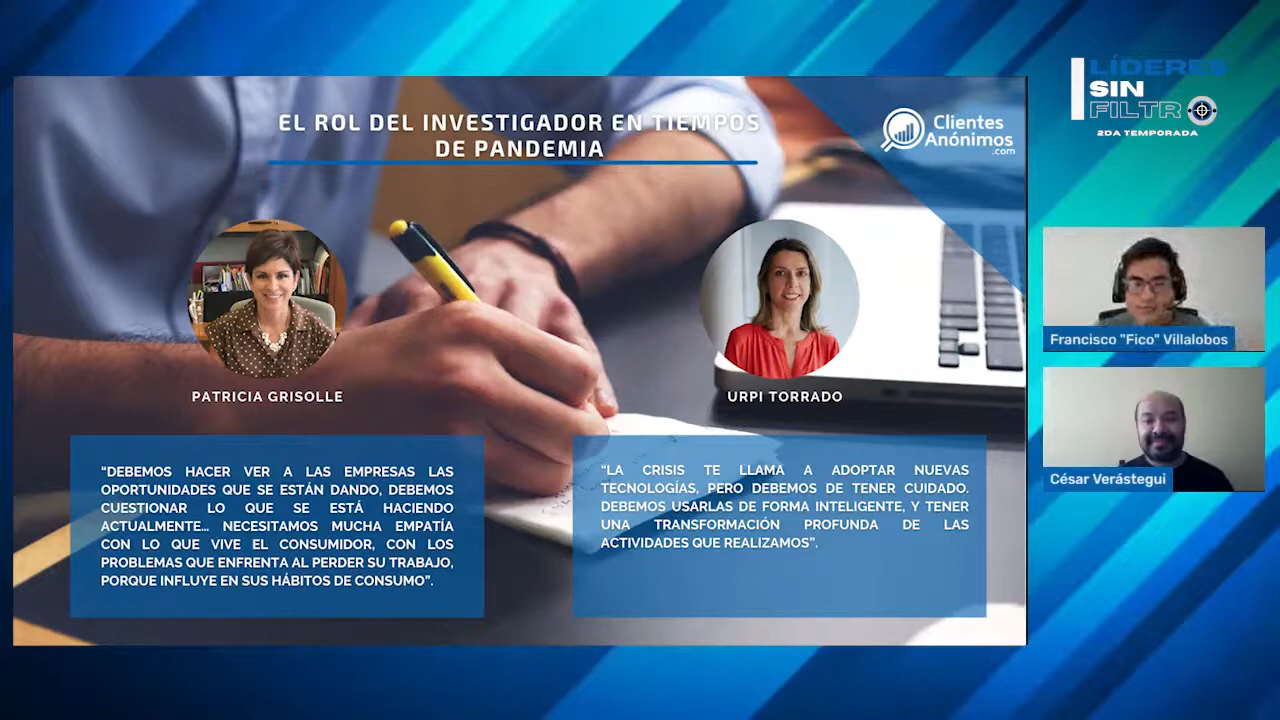 EL ROL DEL INVESTIGADOR EN TIEMPOS
DE PANDEMIA
Clientes
Anónimos
.com
PATRICIA GRISOLLE
“DEBEMOS HACER VER A LAS EMPRESAS LAS
OPORTUNIDADES QUE SE ESTÁN DANDO, DEBEMOS
CUESTIONAR LO QUE SE ESTÁ HACIENDO
ACTUALMENTE... NECESITAMOS MUCHA EMPATÍA
CON LO QUE VIVE EL CONSUMIDOR, CON LOS
PROBLEMAS QUE ENFRENTA AL PERDER SU TRABAJO,
PORQUE INFLUYE EN SUS HÁBITOS DE CONSUMO”.
URPI TORRADO
“LA CRISIS TE LLAMA A ADOPTAR NUEVAS
TECNOLOGÍAS, PERO DEBEMOS DE TENER CUIDADO.
DEBEMOS USARLAS DE FORMA INTELIGENTE, Y TENER
UNA TRANSFORMACIÓN PROFUNDA DE LAS
ACTIVIDADES QUE REALIZAMOS”.
LÍDERES
SIN
FILTRO
2DA TEMPORADA
Francisco "Fico" Villalobos
César Verástegui